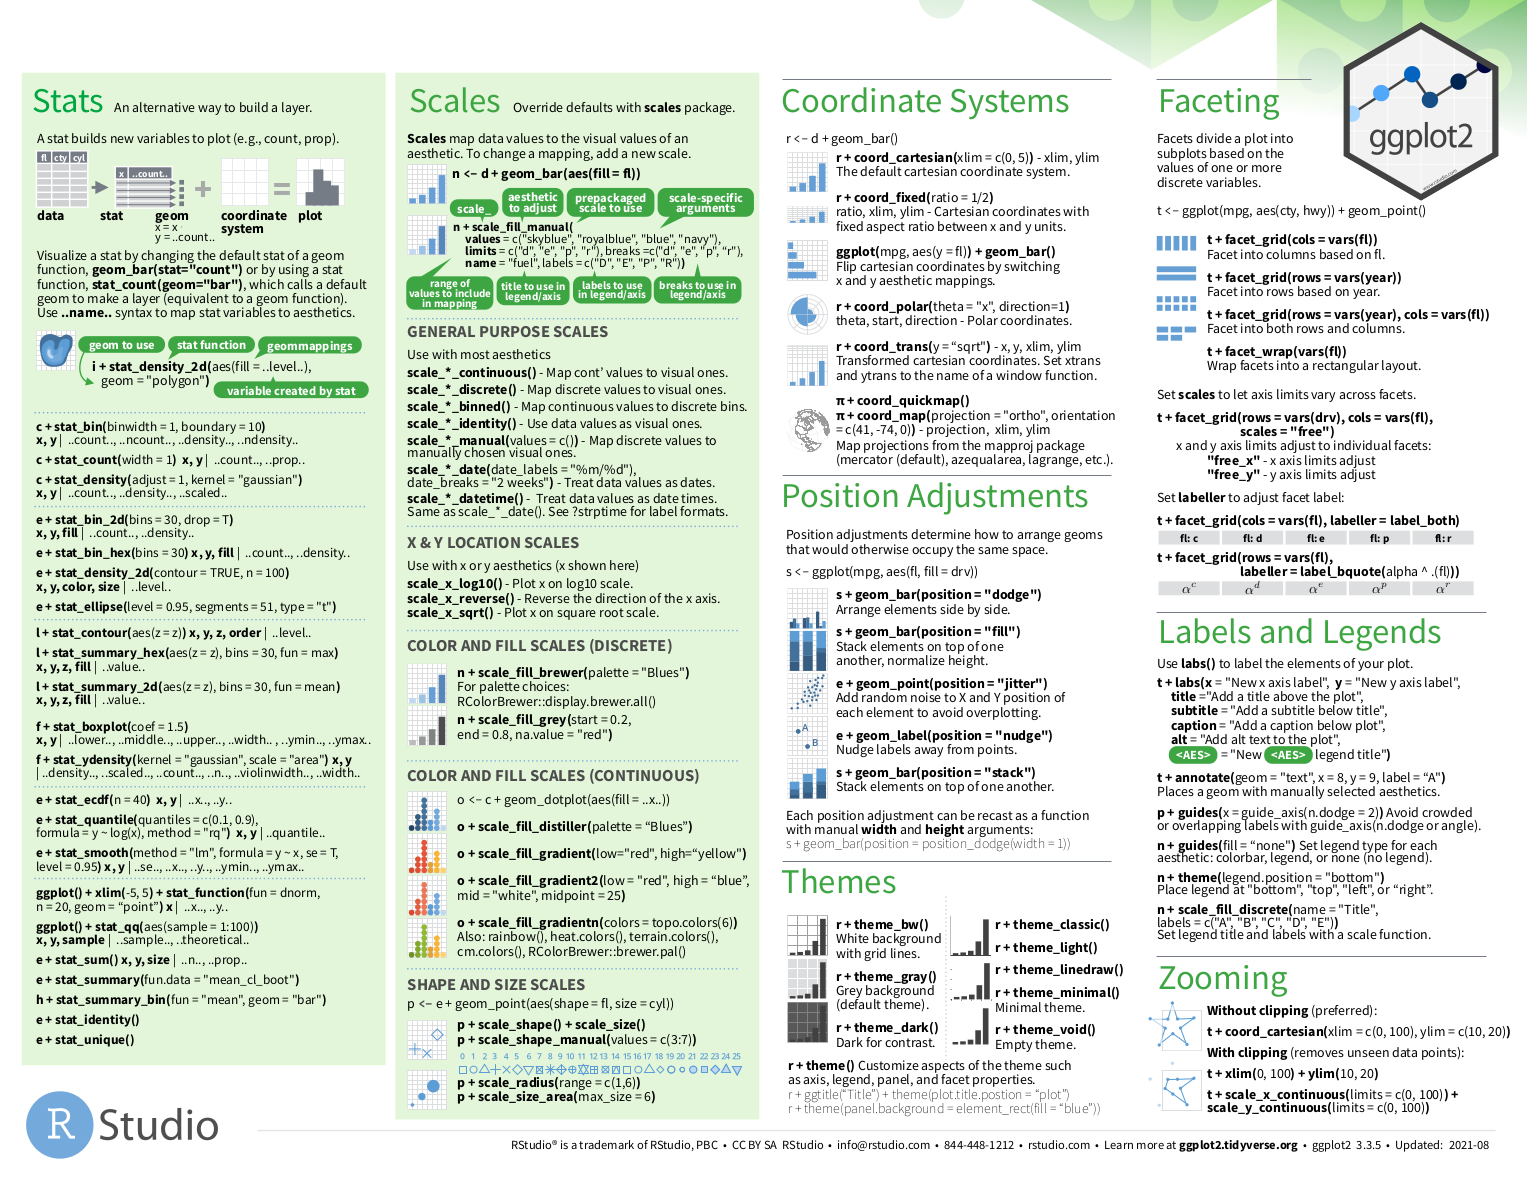 Stats An alternative way to build a layer.
A stat builds new variables to plot (e.g., count, prop).
fl cty cyl
x ..count..
data stat geom coordinate plot
x = x · system
y = ..count..
Visualize a stat by changing the default stat of a geom
function, geom_bar(stat="count") or by using a stat
function, stat_count(geom="bar"), which calls a default
geom to make a layer (equivalent to a geom function).
Use ..name.. syntax to map stat variables to aesthetics.
geom to use stat function geommappings
i + stat_density_2d(aes(fill = ..level..),
geom = "polygon")
variable created by stat
c + stat_bin(binwidth = 1, boundary = 10)
x, y | ..count.., ..ncount.., ..density.., ..ndensity..
c + stat_count(width = 1) x, y | ..count.., ..prop..
c + stat_density(adjust = 1, kernel = "gaussian")
x, y | ..count.., ..density.., ..scaled..
e + stat_bin_2d(bins = 30, drop = T)
x, y, fill | ..count.., ..density..
e + stat_bin_hex(bins = 30) x, y, fill | ..count.., ..density..
e + stat_density_2d(contour = TRUE, n = 100)
x, y, color, size | ..level..
e + stat_ellipse(level = 0.95, segments = 51, type = "t")
l + stat_contour(aes(z = z)) x, y, z, order | ..level..
l + stat_summary_hex(aes(z = z), bins = 30, fun = max)
x, y, z, fill | ..value..
l + stat_summary_2d(aes(z = z), bins = 30, fun = mean)
x, y, z, fill | ..value..
f + stat_boxplot(coef = 1.5)
x, y | ..lower.., ..middle.., ..upper.., ..width.. , ..ymin.., ..ymax..
f + stat_ydensity(kernel = "gaussian", scale = "area") x, y
| ..density.., ..scaled.., ..count.., ..n.., ..violinwidth.., ..width..
e + stat_ecdf(n = 40) x, y | ..x.., ..y..
e + stat_quantile(quantiles = c(0.1, 0.9),
formula = y ~ log(x), method = "rq") x, y | ..quantile..
e + stat_smooth(method = "lm", formula = y ~ x, se = T,
level = 0.95) x, y | ..se.., ..x.., ..y.., ..ymin.., ..ymax..
ggplot() + xlim(-5, 5) + stat_function(fun = dnorm,
n = 20, geom = “point”) x | ..x.., ..y..
ggplot() + stat_qq(aes(sample = 1:100))
x, y, sample | ..sample.., ..theoretical..
e + stat_sum() x, y, size | ..n.., ..prop..
e + stat_summary(fun.data = "mean_cl_boot")
h + stat_summary_bin(fun = "mean", geom = "bar")
e + stat_identity()
e + stat_unique()
Scales Override defaults with scales package.
Scales map data values to the visual values of an
aesthetic. To change a mapping, add a new scale.
n <- d + geom_bar(aes(fill = fl))
scale_ aesthetic to adjust prepackaged scale to use scale-specific arguments
n + scale_fill_manual(
values = c("skyblue", "royalblue", "blue", "navy"),
limits = c("d", "e", "p", "r"), breaks =c("d", "e", "p", "r"),
name = "fuel", labels = c("D", "E", "P", "R"))
range of values to include in mapping title to use in legend/axis labels to use in legend/axis breaks to use in legend/axis
GENERAL PURPOSE SCALES
Use with most aesthetics
scale_*_continuous() - Map cont’ values to visual ones.
scale_*_discrete() - Map discrete values to visual ones.
scale_*_binned() - Map continuous values to discrete bins.
scale_*_identity() - Use data values as visual ones.
scale_*_manual(values = c()) - Map discrete values to
manually chosen visual ones.
scale_*_date(date_labels = "%m/%d"),
date_breaks = "2 weeks") - Treat data values as dates.
scale_*_datetime() - Treat data values as date times.
Same as scale_*_date(). See ?strptime for label formats.
X & Y LOCATION SCALES
Use with x or y aesthetics (x shown here)
scale_x_log10() - Plot x on log10 scale.
scale_x_reverse() - Reverse the direction of the x axis.
scale_x_sqrt() - Plot x on square root scale.
COLOR AND FILL SCALES (DISCRETE)
n + scale_fill_brewer(palette = "Blues")
For palette choices:
RColorBrewer::display.brewer.all()
n + scale_fill_grey(start = 0.2,
end = 0.8, na.value = "red")
COLOR AND FILL SCALES (CONTINUOUS)
o <- c + geom_dotplot(aes(fill = ..x..))
o + scale_fill_distiller(palette = “Blues”)
o + scale_fill_gradient(low="red", high=“yellow”)
o + scale_fill_gradient2(low = "red", high = “blue”,
mid = "white", midpoint = 25)
o + scale_fill_gradientn(colors = topo.colors(6))
Also: rainbow(), heat.colors(), terrain.colors(),
cm.colors(), RColorBrewer::brewer.pal()
SHAPE AND SIZE SCALES
p <- e + geom_point(aes(shape = fl, size = cyl))
p + scale_shape() + scale_size()
p + scale_shape_manual(values = c(3:7))
0 1 2 3 4 5 6 7 8 9 10 11 12 13 14 15 16 17 18 19 20 21 22 23 24 25
p + scale_radius(range = c(1,6))
p + scale_size_area(max_size = 6)
Coordinate Systems
r <- d + geom_bar()
r + coord_cartesian(xlim = c(0, 5)) - xlim, ylim
The default cartesian coordinate system.
r + coord_fixed(ratio = 1/2)
ratio, xlim, ylim - Cartesian coordinates with
fixed aspect ratio between x and y units.
ggplot(mpg, aes(y = fl)) + geom_bar()
Flip cartesian coordinates by switching
x and y aesthetic mappings.
r + coord_polar(theta = "x", direction=1)
theta, start, direction - Polar coordinates.
r + coord_trans(y = “sqrt") - x, y, xlim, ylim
Transformed cartesian coordinates. Set xtrans
and ytrans to the name of a window function.
π + coord_quickmap()
π + coord_map(projection = "ortho", orientation
= c(41, -74, 0)) - projection, xlim, ylim
Map projections from the mapproj package
(mercator (default), azequalarea, lagrange, etc.).
Position Adjustments
Position adjustments determine how to arrange geoms
that would otherwise occupy the same space.
s <- ggplot(mpg, aes(fl, fill = drv))
s + geom_bar(position = "dodge")
Arrange elements side by side.
s + geom_bar(position = "fill")
Stack elements on top of one
another, normalize height.
e + geom_point(position = "jitter")
Add random noise to X and Y position of
each element to avoid overplotting.
A
B
e + geom_label(position = "nudge")
Nudge labels away from points.
s + geom_bar(position = "stack")
Stack elements on top of one another.
Each position adjustment can be recast as a function
with manual width and height arguments:
s + geom_bar(position = position_dodge(width = 1))
Themes
r + theme_bw()
White background
with grid lines.
r + theme_gray()
Grey background
(default theme).
r + theme_dark()
Dark for contrast.
r + theme_classic()
r + theme_light()
r + theme_linedraw()
r + theme_minimal()
Minimal theme.
r + theme_void()
Empty theme.
r + theme() Customize aspects of the theme such
as axis, legend, panel, and facet properties.
r + ggtitle(“Title”) + theme(plot.title.postion = “plot”)
r + theme(panel.background = element_rect(fill = “blue”))
Faceting
Facets divide a plot into
subplots based on the
values of one or more
discrete variables.
ggplot2
www.rstudio.com
t <- ggplot(mpg, aes(cty, hwy)) + geom_point()
t + facet_grid(cols = vars(fl))
Facet into columns based on fl.
t + facet_grid(rows = vars(year))
Facet into rows based on year.
t + facet_grid(rows = vars(year), cols = vars(fl))
Facet into both rows and columns.
t + facet_wrap(vars(fl))
Wrap facets into a rectangular layout.
Set scales to let axis limits vary across facets.
t + facet_grid(rows = vars(drv), cols = vars(fl),
scales = "free")
x and y axis limits adjust to individual facets:
"free_x" - x axis limits adjust
"free_y" - y axis limits adjust
Set labeller to adjust facet label:
t + facet_grid(cols = vars(fl), labeller = label_both)
fl: c fl: d fl: e fl: p fl: r
t + facet_grid(rows = vars(fl),
labeller = label_bquote(alpha ^ .(fl)))
α^c α^d α^e α^p α^r
Labels and Legends
Use labs() to label the elements of your plot.
t + labs(x = "New x axis label", y = "New y axis label",
title ="Add a title above the plot",
subtitle = "Add a subtitle below title",
caption = "Add a caption below plot",
alt = "Add alt text to the plot",
<AES> = "New <AES> legend title")
t + annotate(geom = "text", x = 8, y = 9, label = “A")
Places a geom with manually selected aesthetics.
p + guides(x = guide_axis(n.dodge = 2)) Avoid crowded
or overlapping labels with guide_axis(n.dodge or angle).
n + guides(fill = “none") Set legend type for each
aesthetic: colorbar, legend, or none (no legend).
n + theme(legend.position = "bottom")
Place legend at "bottom", "top", "left", or “right”.
n + scale_fill_discrete(name = "Title",
labels = c("A", "B", "C", "D", "E"))
Set legend title and labels with a scale function.
Zooming
Without clipping (preferred):
t + coord_cartesian(xlim = c(0, 100), ylim = c(10, 20))
With clipping (removes unseen data points):
t + xlim(0, 100) + ylim(10, 20)
t + scale_x_continuous(limits = c(0, 100)) +
scale_y_continuous(limits = c(0, 100))
R Studio
RStudio® is a trademark of RStudio, PBC • CC BY SA RStudio • info@rstudio.com • 844-448-1212 • rstudio.com • Learn more at ggplot2.tidyverse.org • ggplot2 3.3.5 • Updated: 2021-08